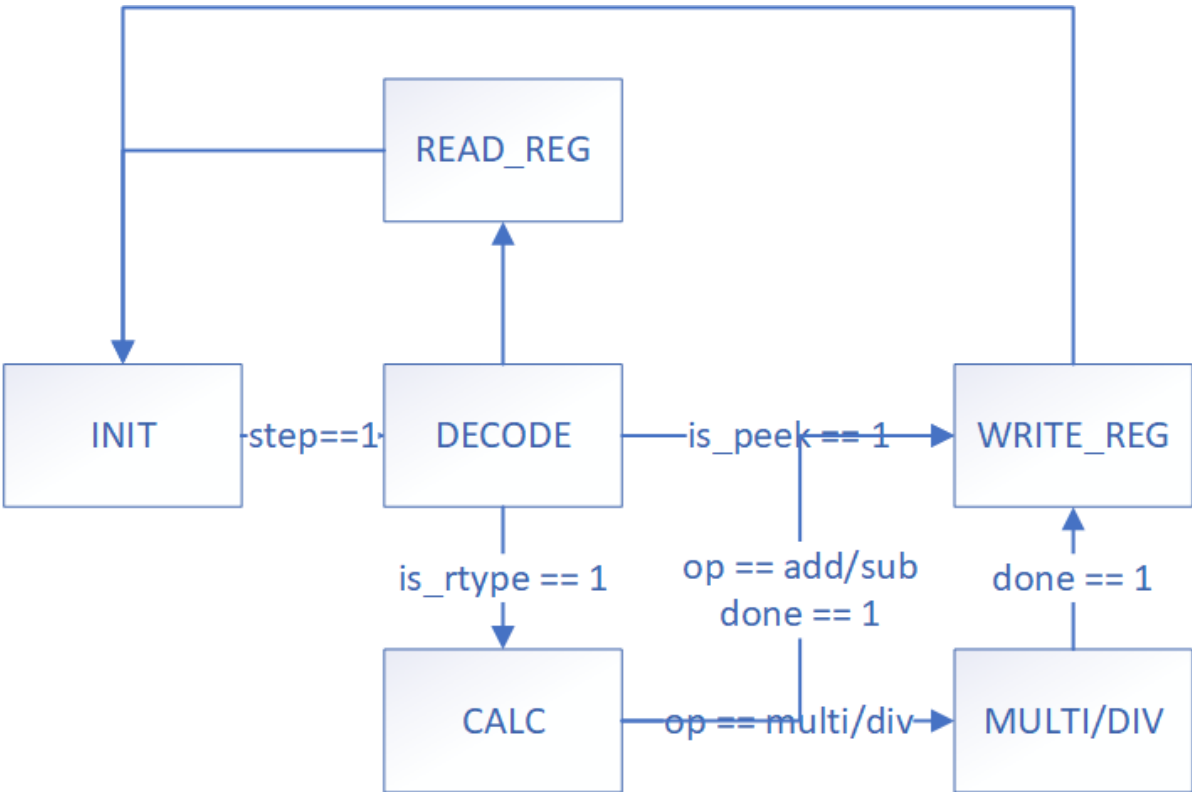 READ_REG
INIT
step==1
DECODE
is_peek == 1
WRITE_REG
is_rtype == 1
op == add/sub
done == 1
done == 1
CALC
op == multi/div
MULTI/DIV